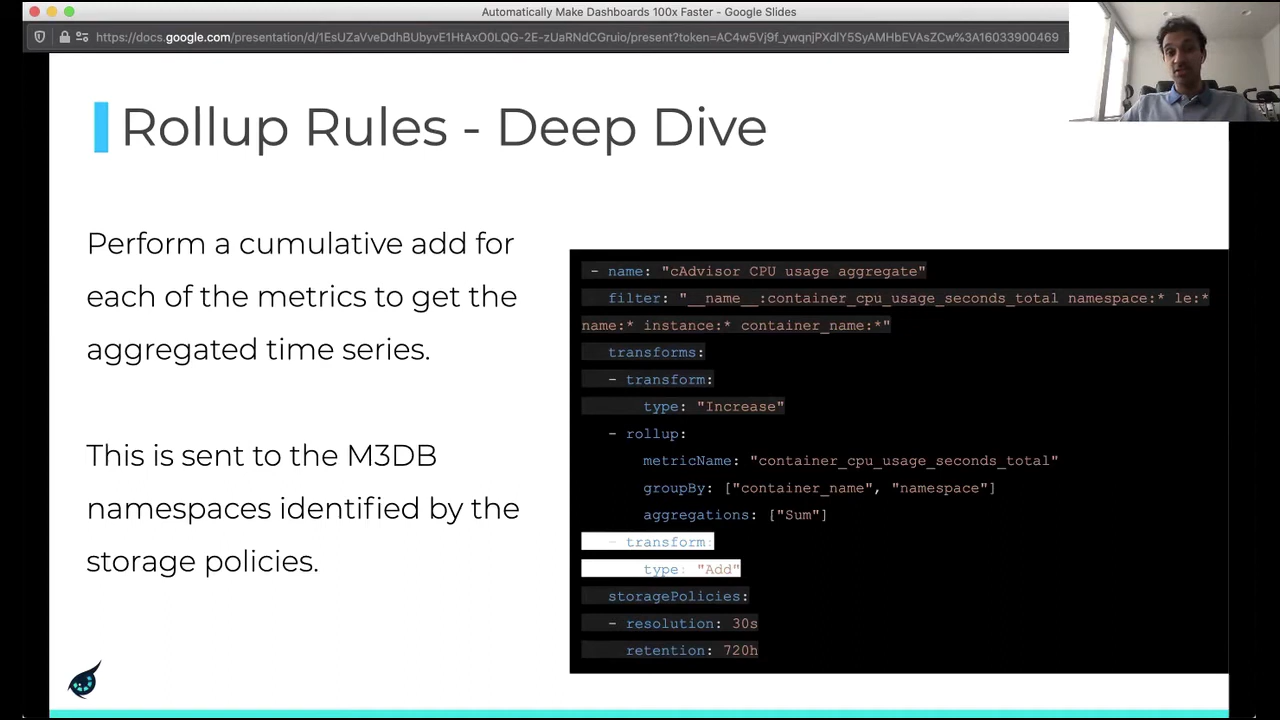 Automatically Make Dashboards 100x Faster - Google Slides
https://docs.google.com/presentation/d/1EsUZaVveDdhBUbyvE1HtAxO0LQG-2E-zUaRNdCGruio/present?token=AC4w5Vj9f_ywqnjPXdlY5SyAMHbEVAsZCw%3A16033900469
Rollup Rules - Deep Dive
Perform a cumulative add for
each of the metrics to get the
aggregated time series.
This is sent to the M3DB
namespaces identified by the
storage policies.
- name: "cAdvisor CPU usage aggregate"
filter: "__name__:container_cpu_usage_seconds_total namespace:* le:*
name:* instance:* container_name:*"
transforms:
- transform:
type: "Increase"
- rollup:
metricName: "container_cpu_usage_seconds_total"
groupBy: ["container_name", "namespace"]
aggregations: ["Sum"]
- transform:
type: "Add"
storagePolicies:
- resolution: 30s
retention: 720h